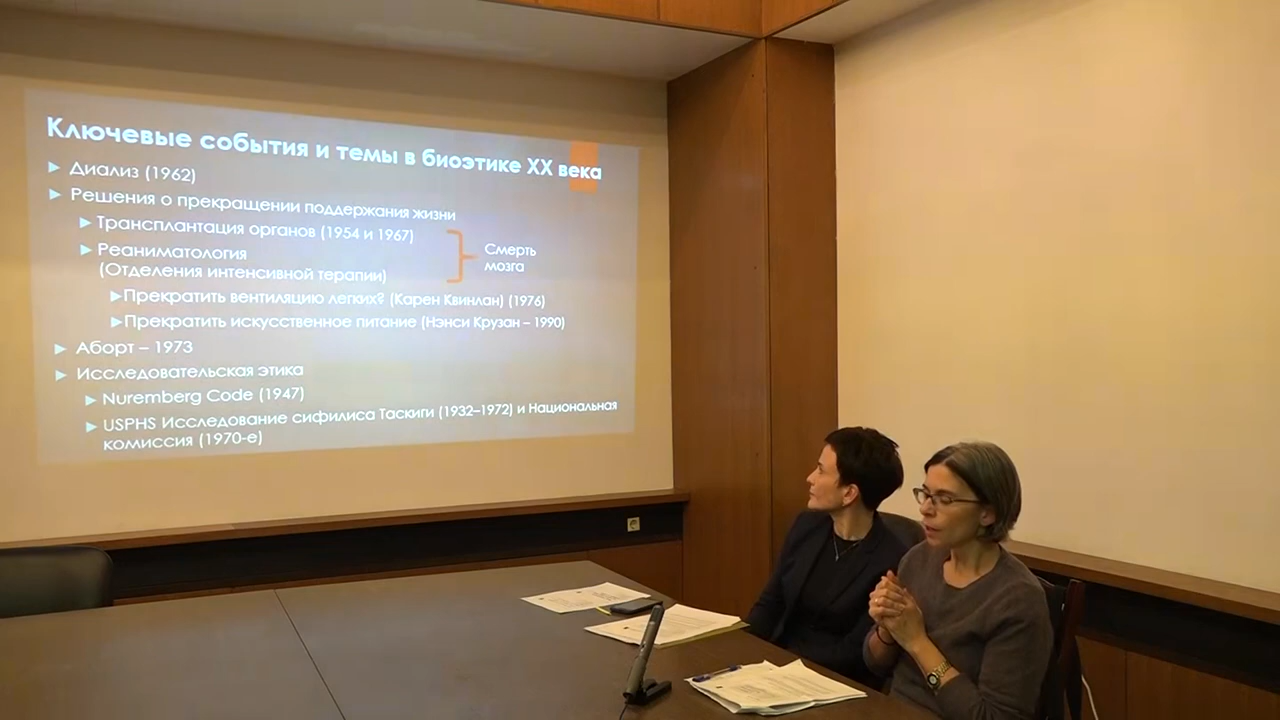 Ключевые события и темы в биоэтике XX века
Диализ (1962)
Решения о прекращении поддержания жизни
Трансплантация органов (1954 и 1967)
Реаниматология
(Отделения интенсивной терапии)
Смерть
мозга
Прекратить вентиляцию легких? (Карен Квинлан) (1976)
Прекратить искусственное питание (Нэнси Крузан – 1990)
Аборт – 1973
Исследовательская этика
Nuremberg Code (1947)
USPHS Исследование сифилиса Таскиги (1932–1972) и Национальная
комиссия (1970-е)